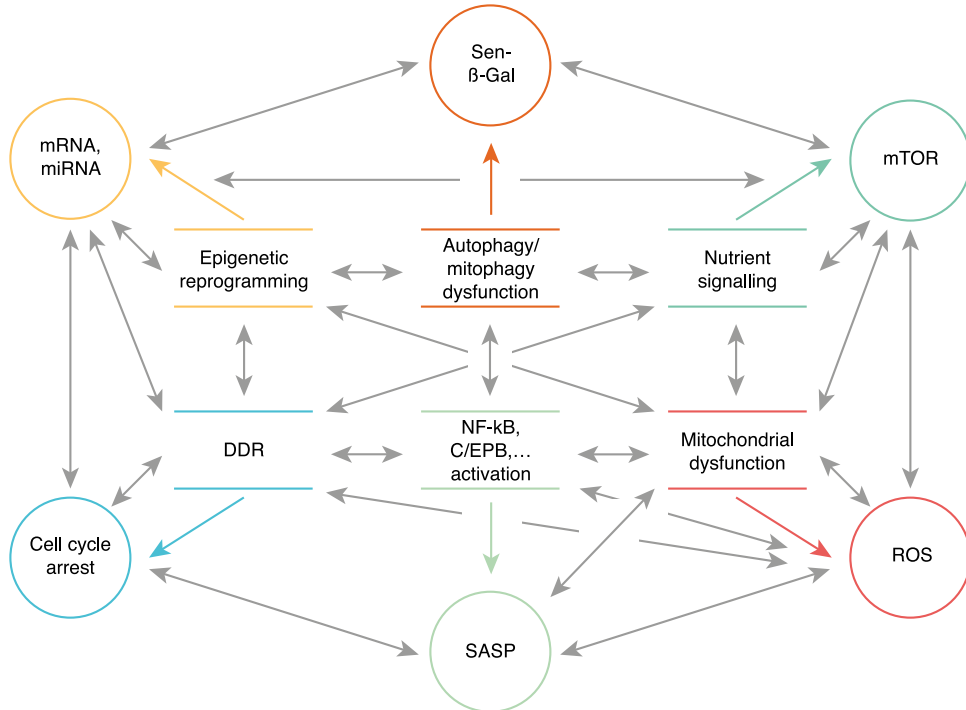 Sen-
ß-Gal
mRNA,
miRNA
mTOR
Epigenetic
reprogramming
Autophagy/
mitophagy
dysfunction
Nutrient
signalling
DDR
NF-kB,
C/EPB,...
activation
Mitochondrial
dysfunction
Cell cycle
arrest
SASP
ROS